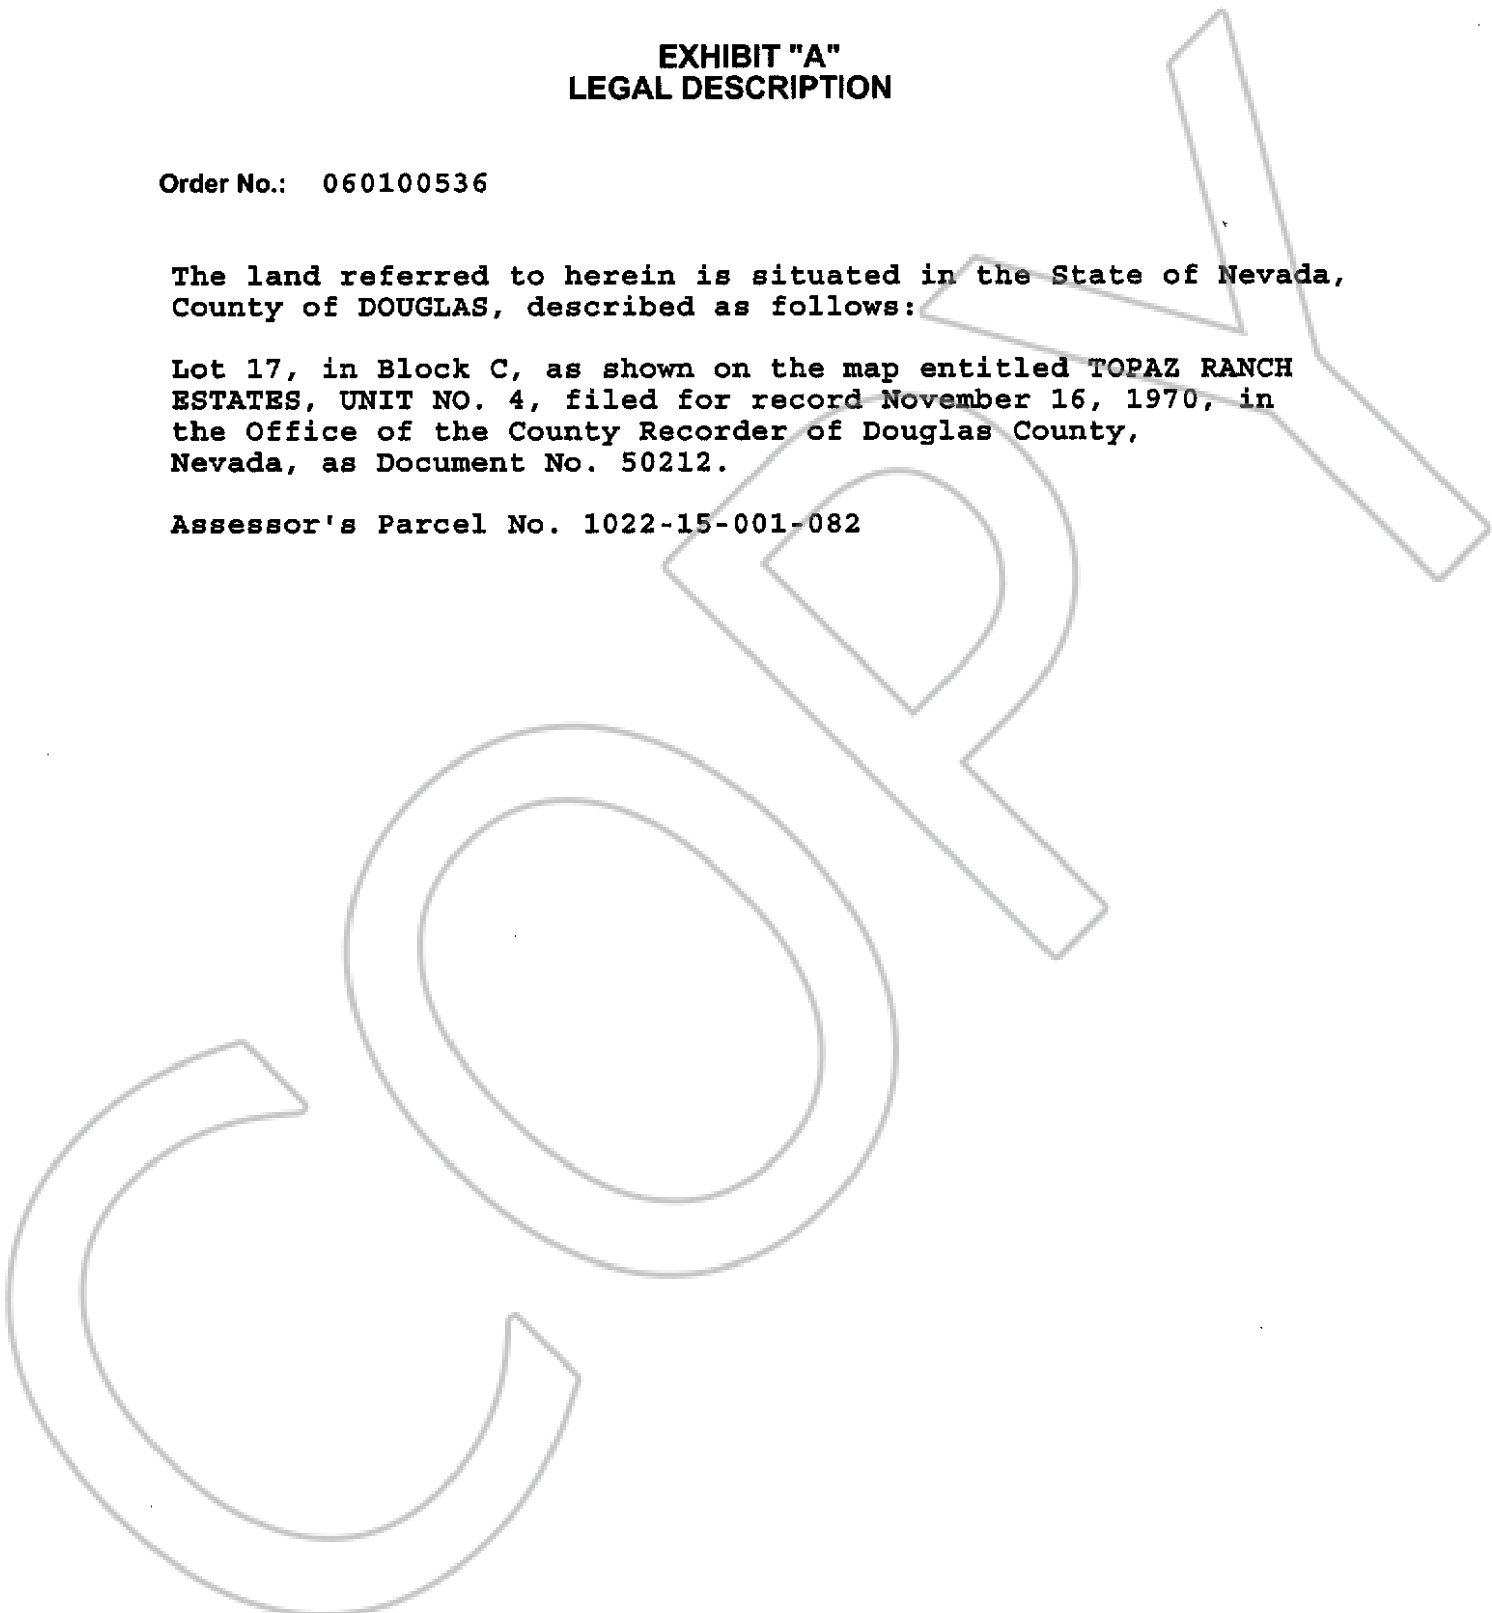 EXHIBIT "A"
LEGAL DESCRIPTION
Order No.: 060100536
The land referred to herein is situated in the State of Nevada,
County of DOUGLAS, described as follows:
Lot 17, in Block C, as shown on the map entitled TOPAZ RANCH
ESTATES, UNIT NO. 4, filed for record November 16, 1970, in
the Office of the County Recorder of Douglas County,
Nevada, as Document No. 50212.
Assessor's Parcel No. 1022-15-001-082
COPY